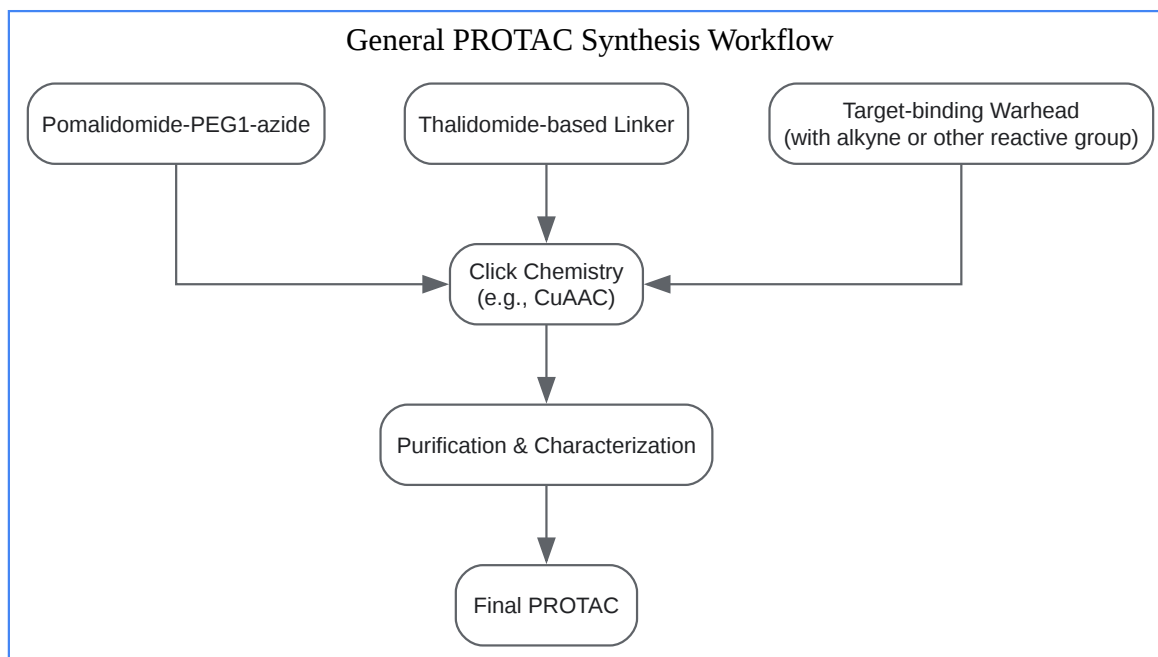 General PROTAC Synthesis Workflow
Pomalidomide-PEG1-azide
Thalidomide-based Linker
Target-binding Warhead
(with alkyne or other reactive group)
Click Chemistry
(e.g., CuAAC)
Purification & Characterization
Final PROTAC